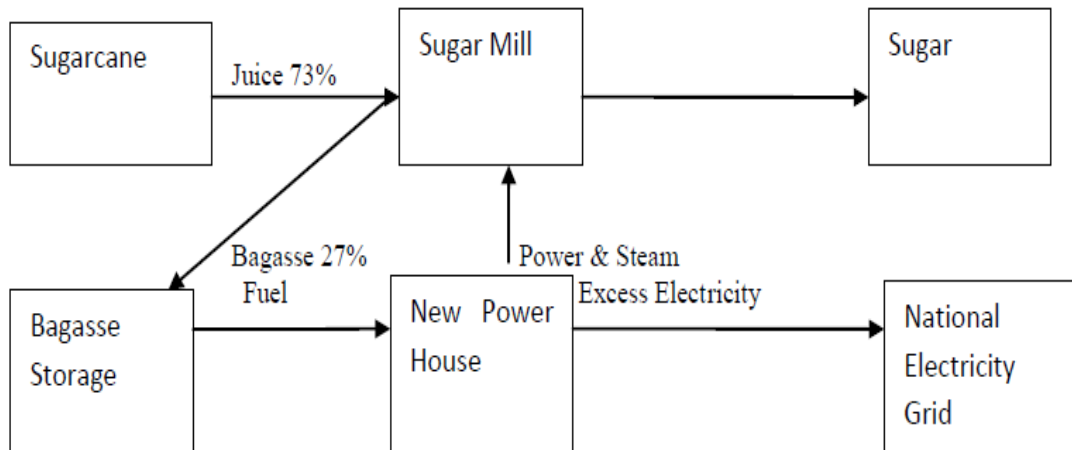 Sugarcane
Juice 73%
Sugar Mill
Sugar
Bagasse 27%
Fuel
Power & Steam
Excess Electricity
Bagasse
Storage
New Power
House
National
Electricity
Grid